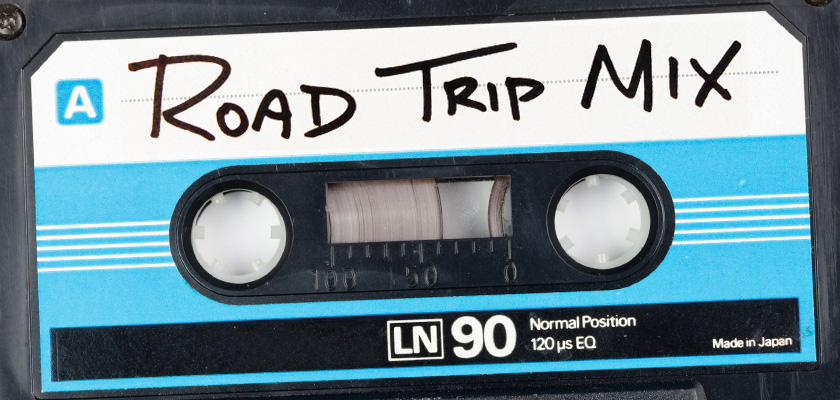 A
ROAD TRIP MIX
100 50 0
LN 90 Normal Position
120 µs EQ
Made in Japan